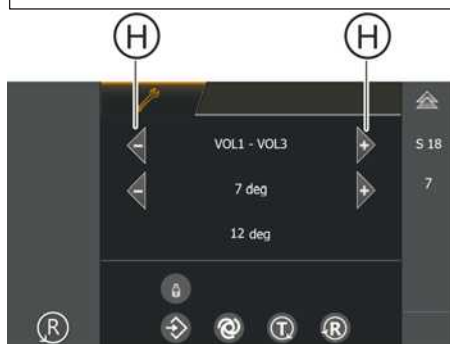 H H
VOL1 - VOL3
S 18
7 deg
7
12 deg
R T R